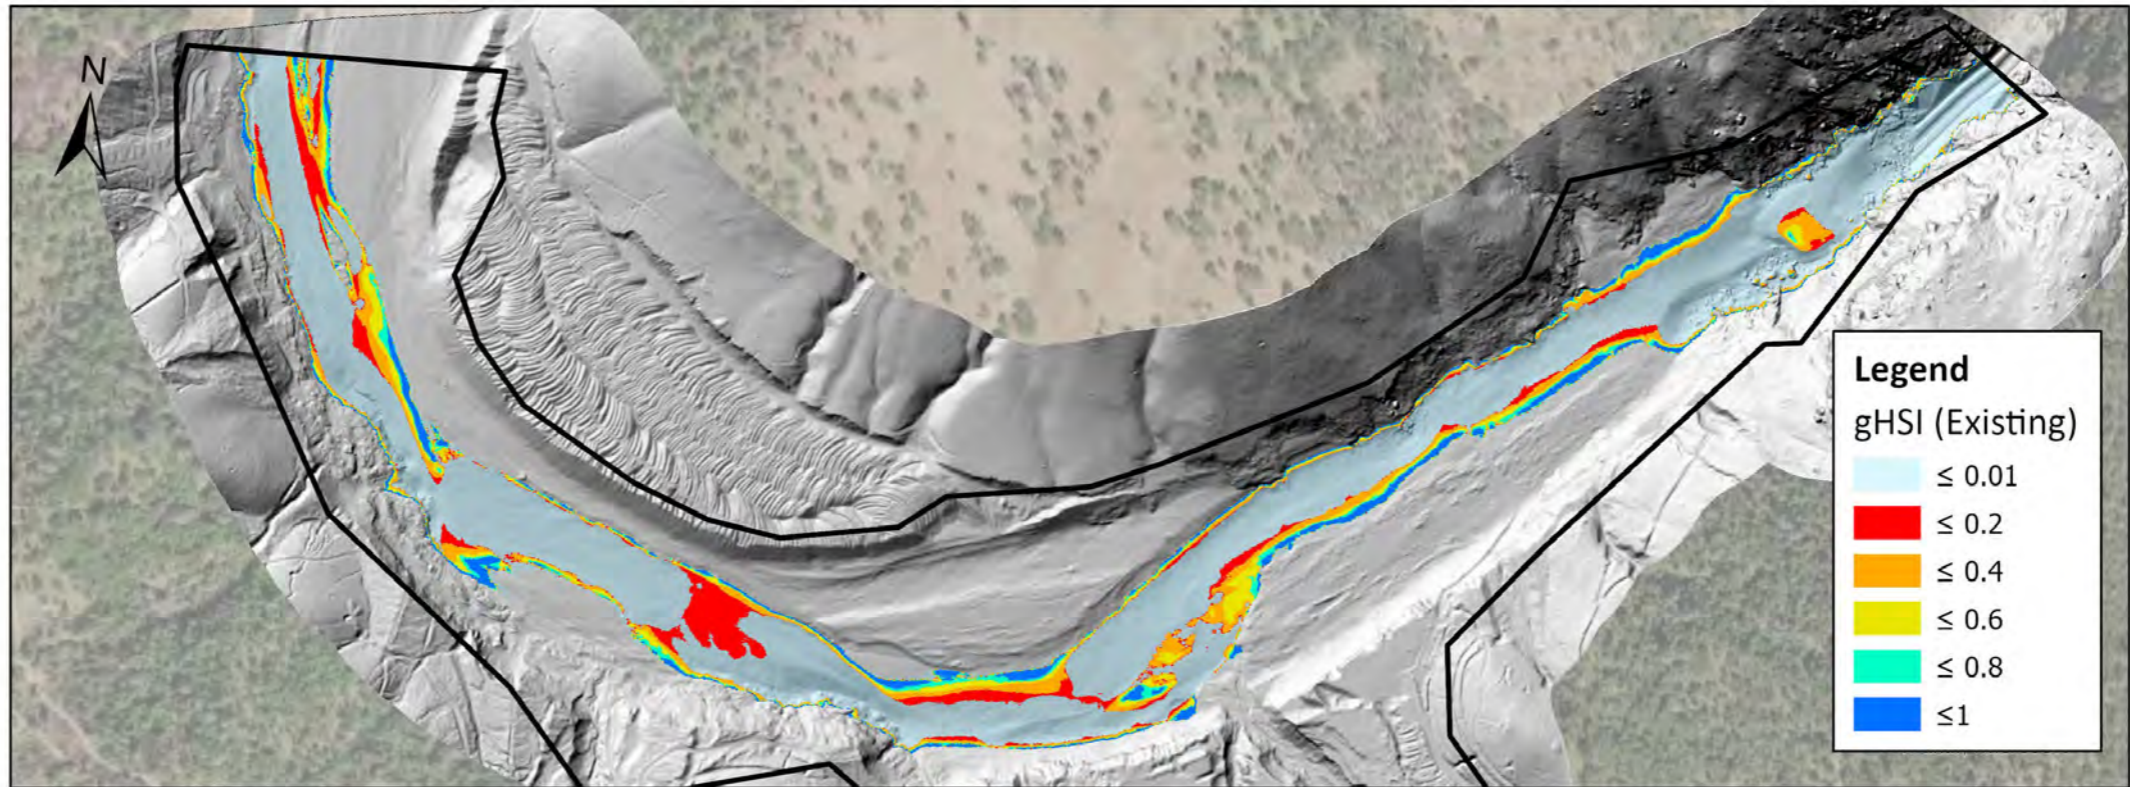 N
Legend
gHSI (Existing)
≤ 0.01
≤ 0.2
≤ 0.4
≤ 0.6
≤ 0.8
≤1